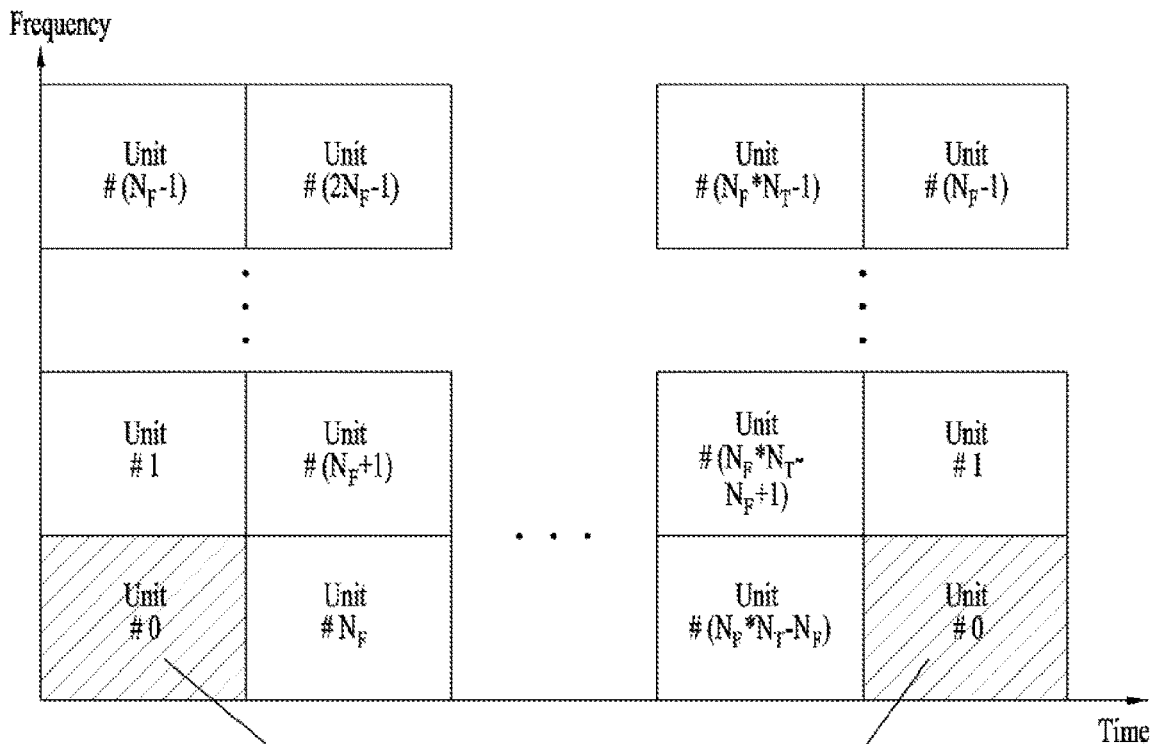 Frequency
Unit
# (N_F-1)
Unit
# (2N_F-1)
Unit
# (N_F*N_T-1)
Unit
# (N_F-1)
Unit
# 1
Unit
# (N_F+1)
Unit
# (N_F*N_T-
N_F+1)
Unit
# 1
Unit
# 0
Unit
# N_F
Unit
# (N_F*N_T-N_F)
Unit
# 0
Time